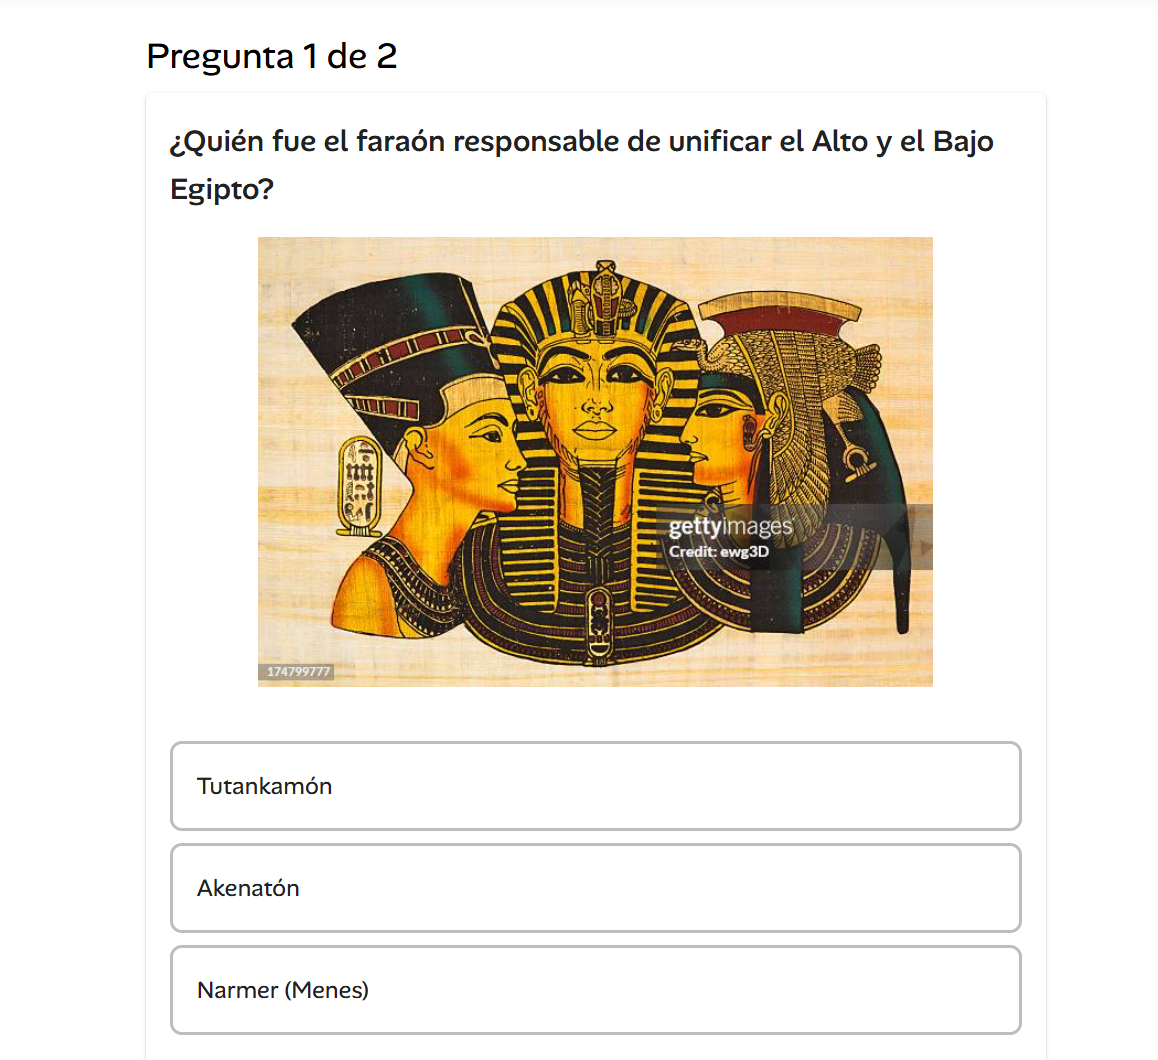 Pregunta 1 de 2
¿Quién fue el faraón responsable de unificar el Alto y el Bajo
Egipto?
gettyimages
Credit: ewg3D
174799777
Tutankamón
Akenatón
Narmer (Menes)